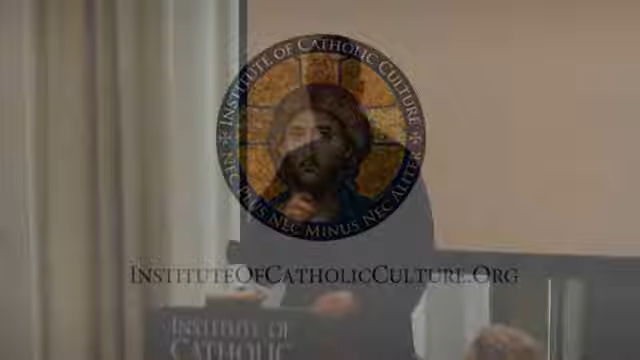 ✠ INSTITUTE OF CATHOLIC CULTURE ✠
NEC PLUS NEC MINUS NEC ALITER
INSTITUTEOFCATHOLICCULTURE.ORG
INSTITUTE OF
CATHOLIC